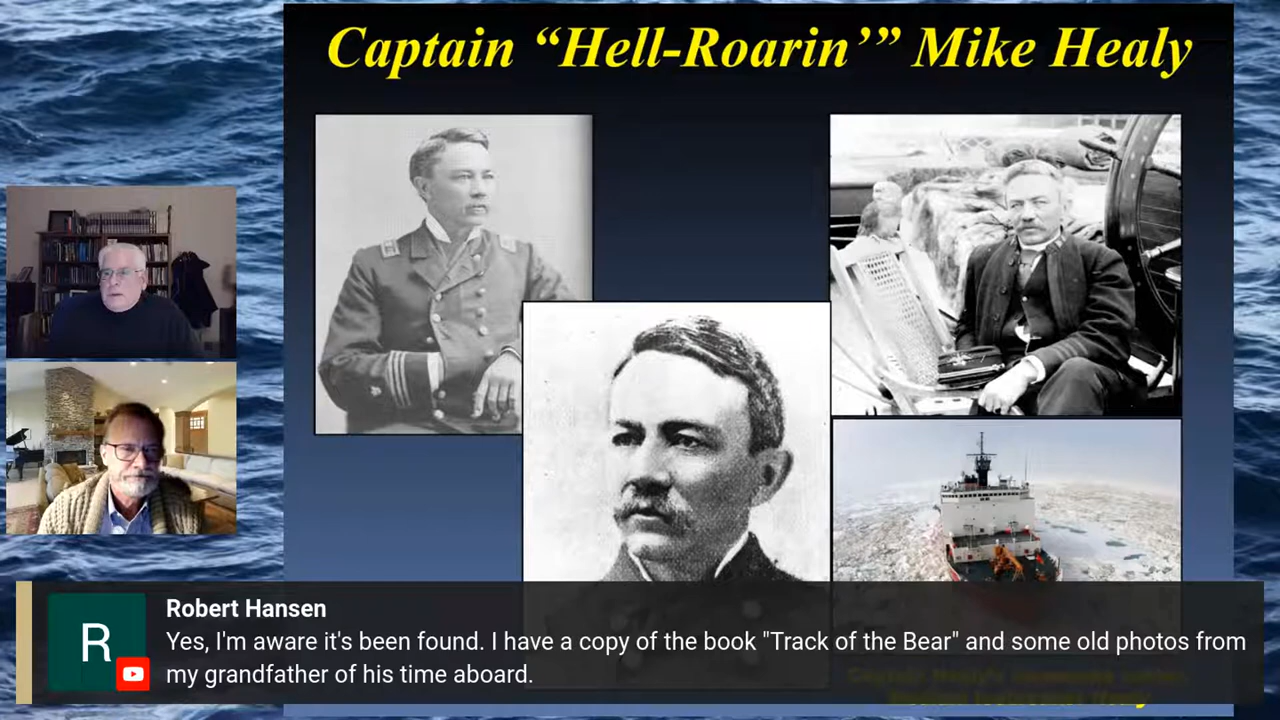 Captain “Hell-Roarin’” Mike Healy
R
Robert Hansen
Yes, I'm aware it's been found. I have a copy of the book "Track of the Bear" and some old photos from
my grandfather of his time aboard.